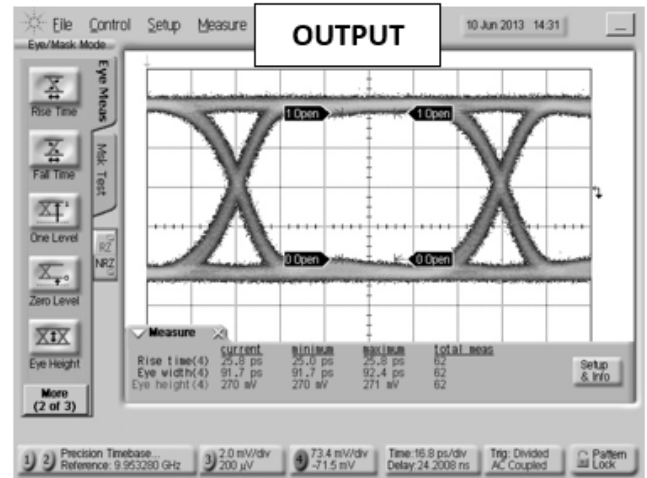 File Control Setup Measure
OUTPUT
10 Jun 2013 14:31
Eye/Mask Mode
Eye Meas
Msk Test
RZ
NRZ
Rise Time
Fall Time
One Level
Zero Level
Eye Height
More
(2 of 3)
1 Open 1 Open
0 Open 0 Open
Measure
current minimum maximum total meas
Rise time(4) 25.8 ps 25.0 ps 25.8 ps 62
Eye width(4) 91.7 ps 91.7 ps 92.4 ps 62
Eye height(4) 270 mV 270 mV 271 mV 62
Setup
& Info
1 2 Precision Timebase...
Reference: 9.953280 GHz
3 2.0 mV/div
200 µV
4 73.4 mV/div
-71.5 mV
Time:16.8 ps/div
Delay:24.2008 ns
Trig: Divided
AC Coupled
Pattern
Lock